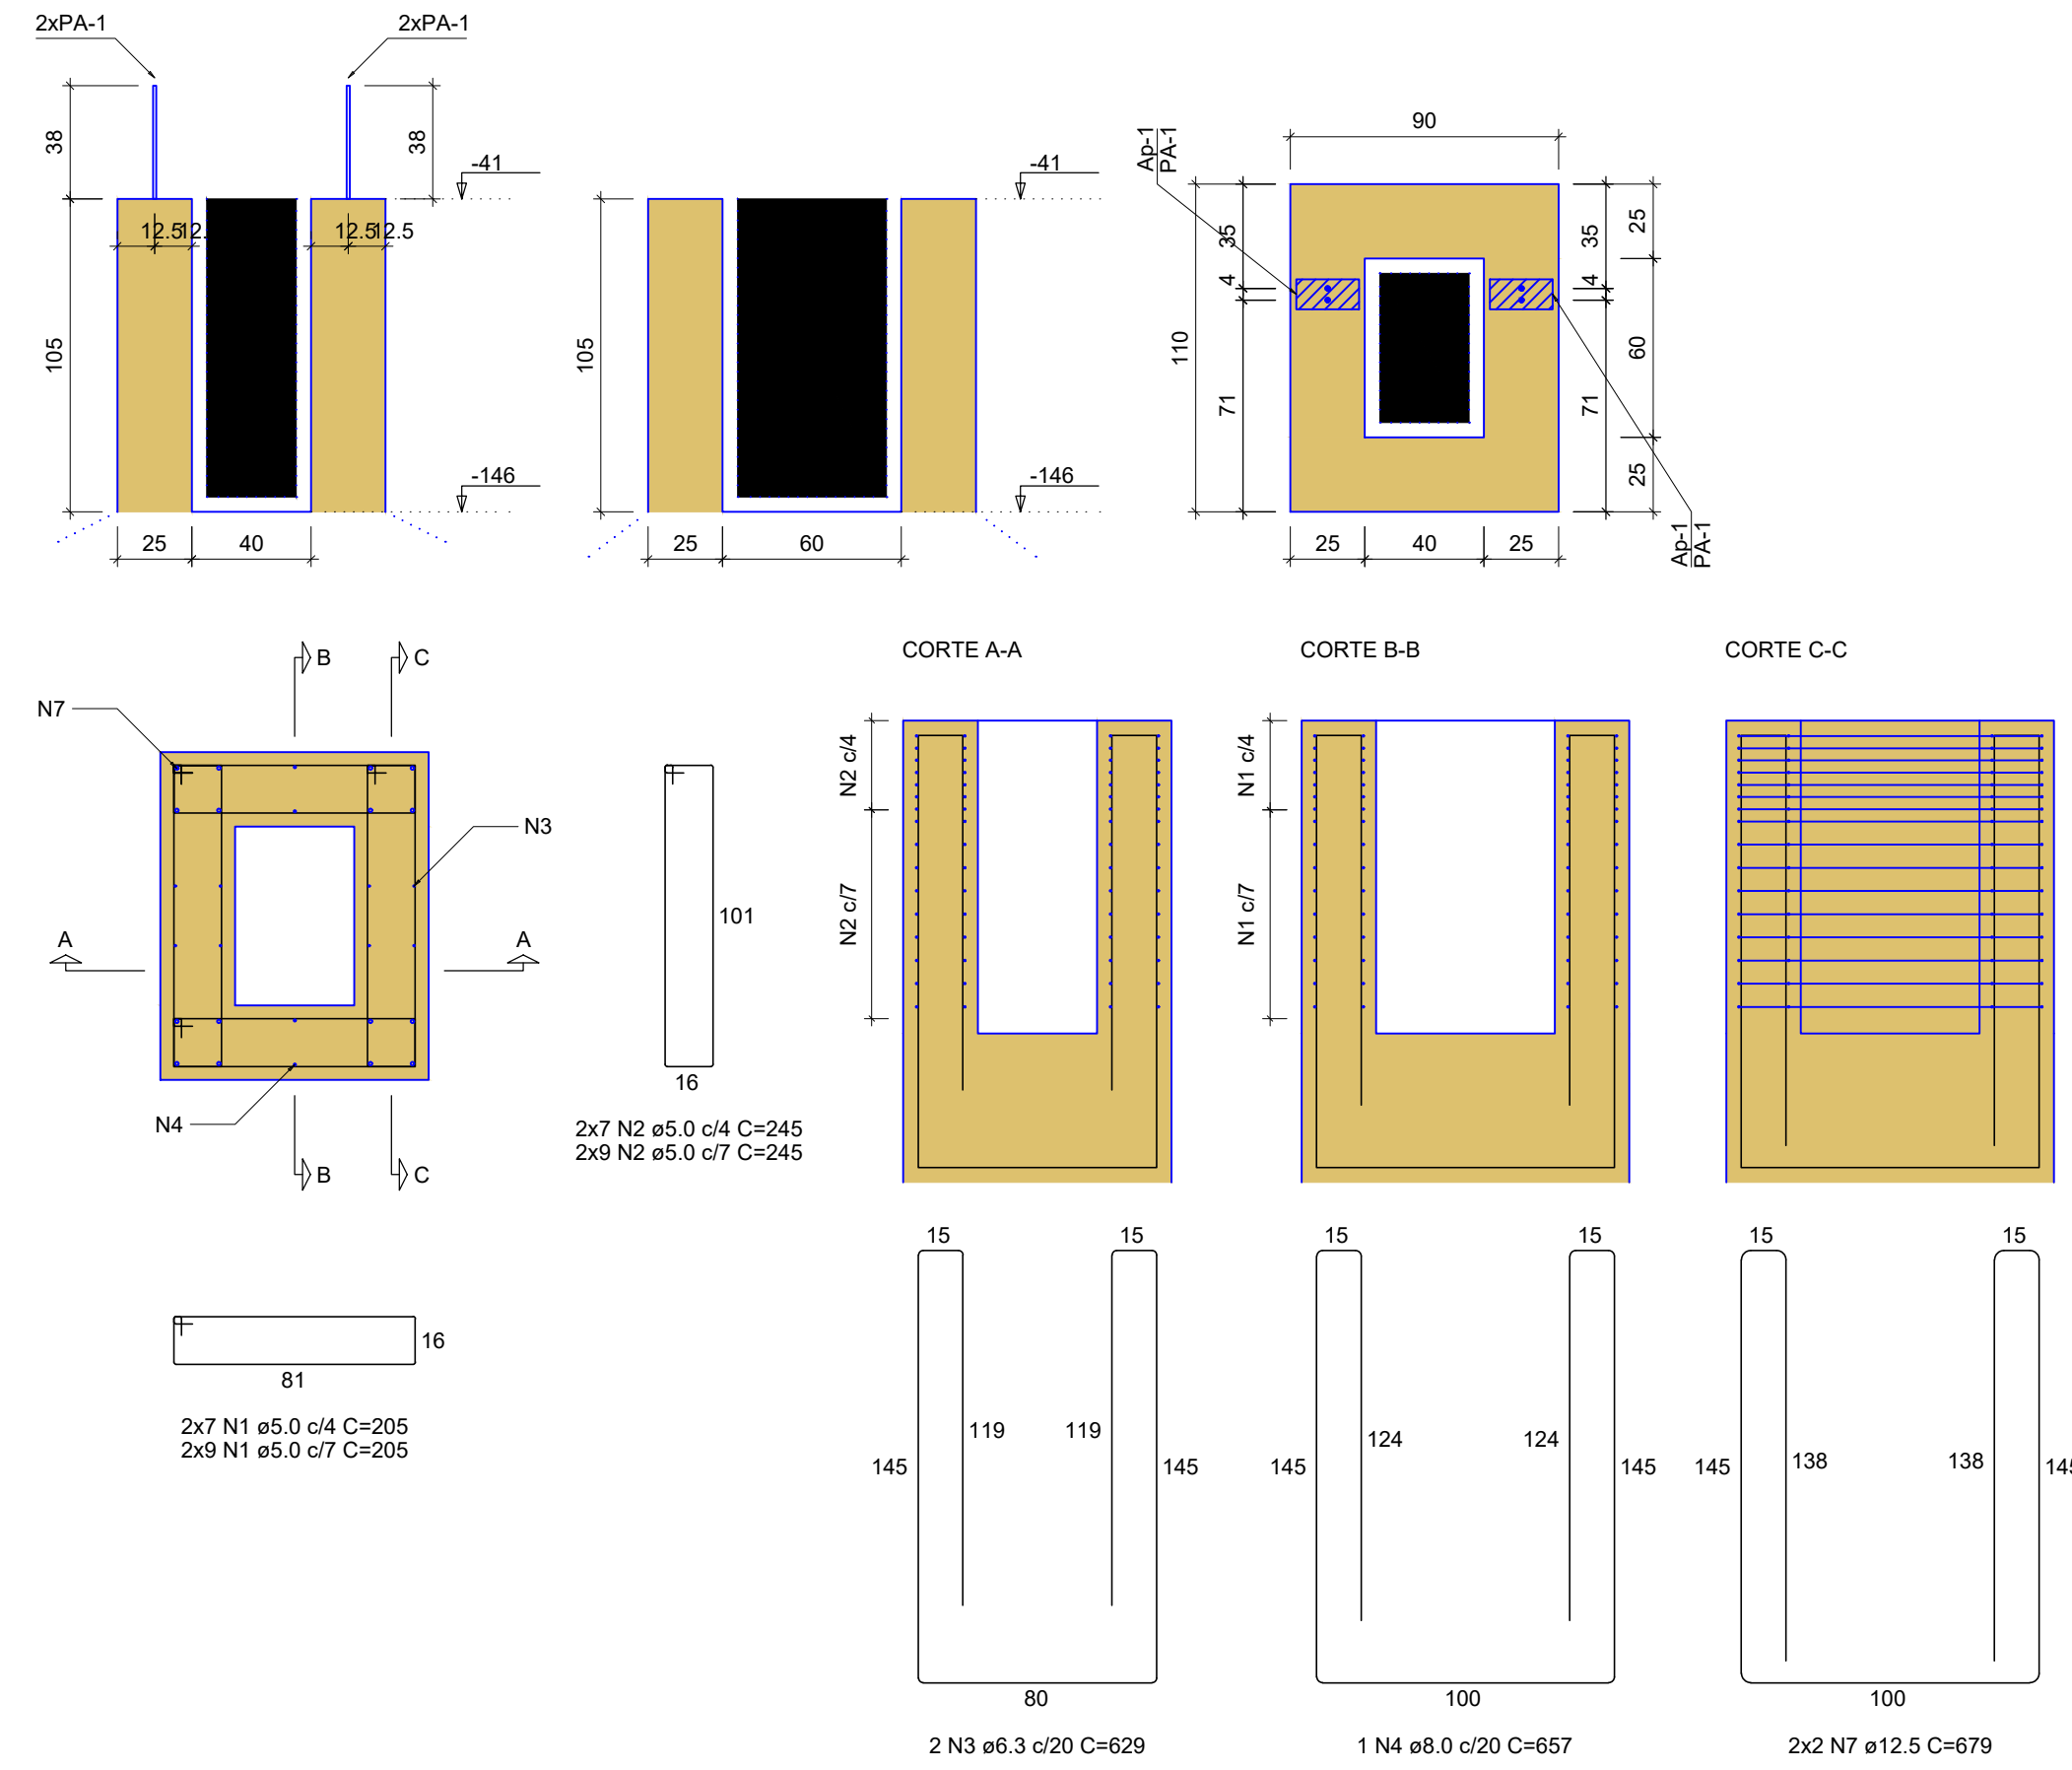 2xPA-1
2xPA-1
38
38
-41
-41
12.5
12.
12.5
12.5
105
105
-146
-146
25
40
25
60
90
Ap-1
PA-1
110
35
4
71
35
4
71
25
60
25
25
40
25
Ap-1
PA-1
B
C
N7
N3
A
A
N4
B
C
101
16
2x7 N2 ø5.0 c/4 C=245
2x9 N2 ø5.0 c/7 C=245
81
16
2x7 N1 ø5.0 c/4 C=205
2x9 N1 ø5.0 c/7 C=205
CORTE A-A
CORTE B-B
CORTE C-C
N2 c/4
N2 c/7
N1 c/4
N1 c/7
15
15
145
119
119
145
80
2 N3 ø6.3 c/20 C=629
15
15
145
124
124
145
100
1 N4 ø8.0 c/20 C=657
15
15
145
138
138
145
100
2x2 N7 ø12.5 C=679